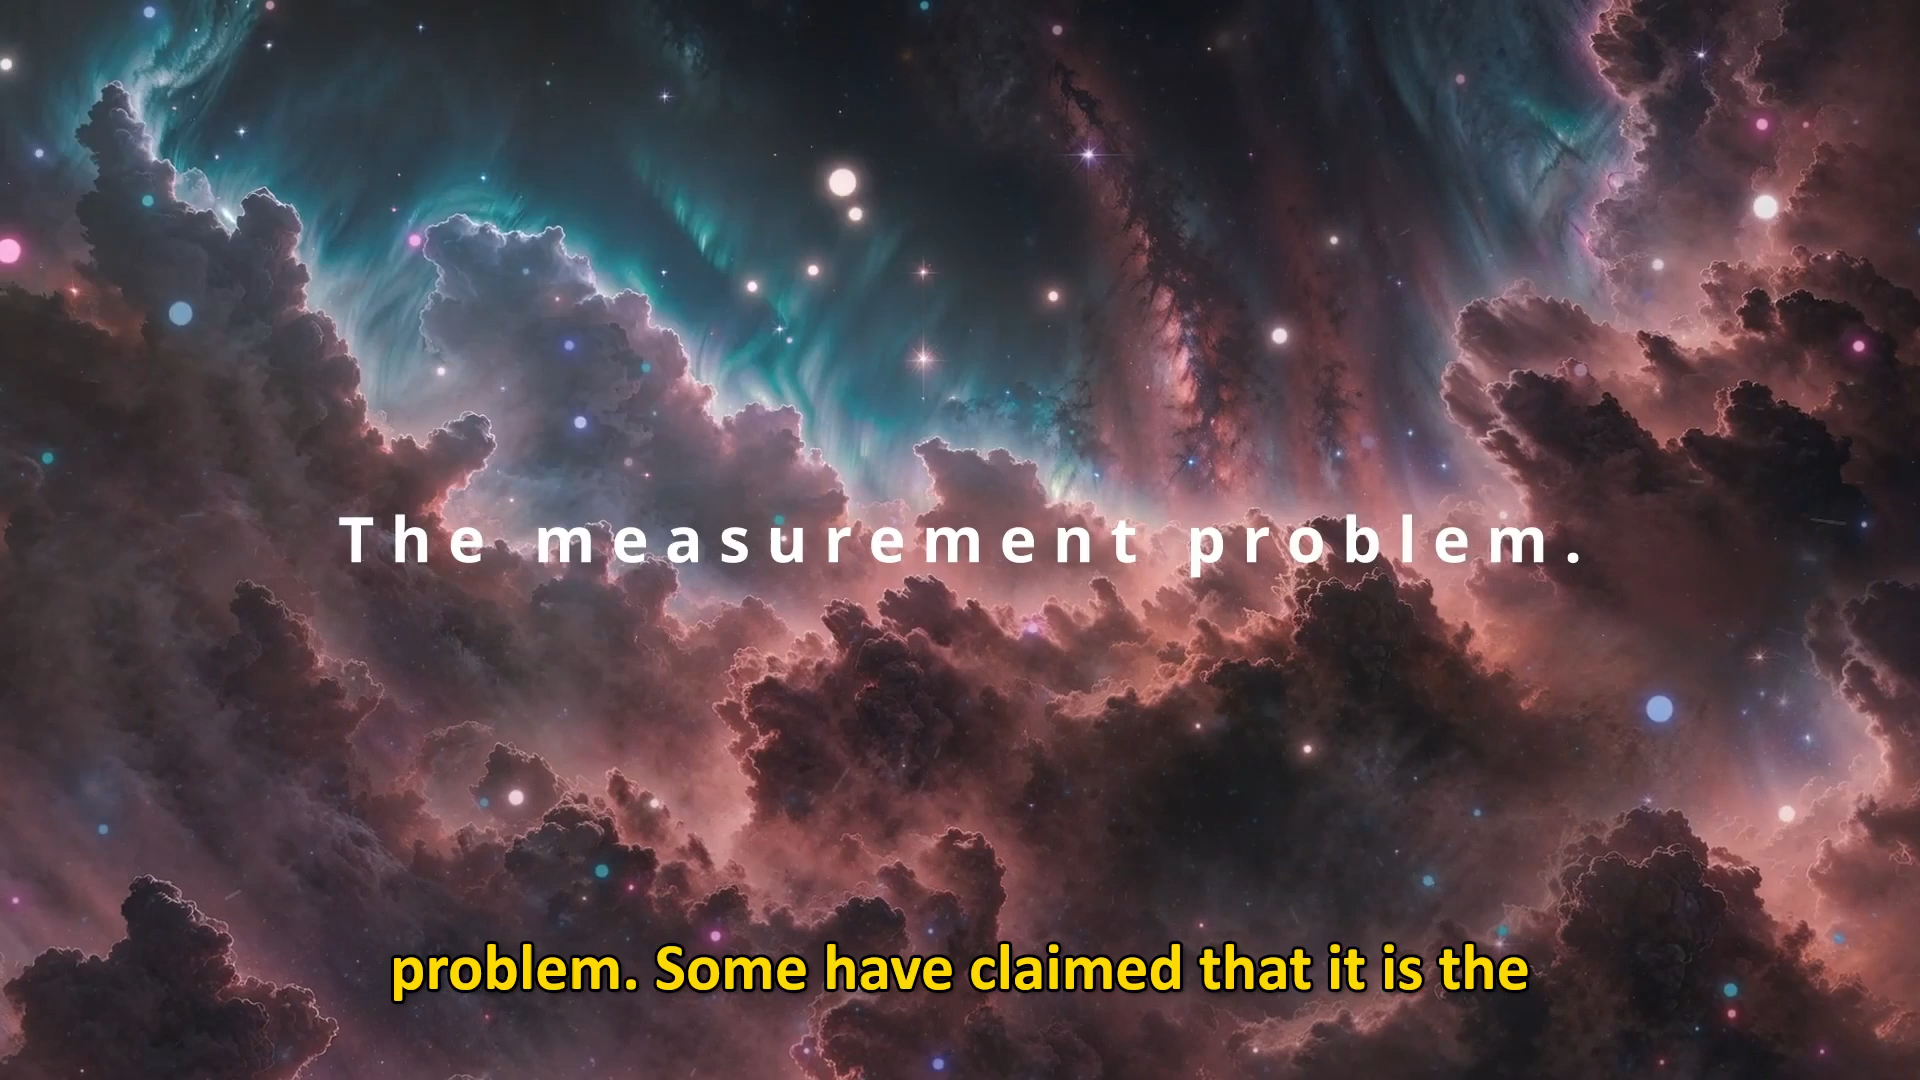 The measurement problem.
problem. Some have claimed that it is the